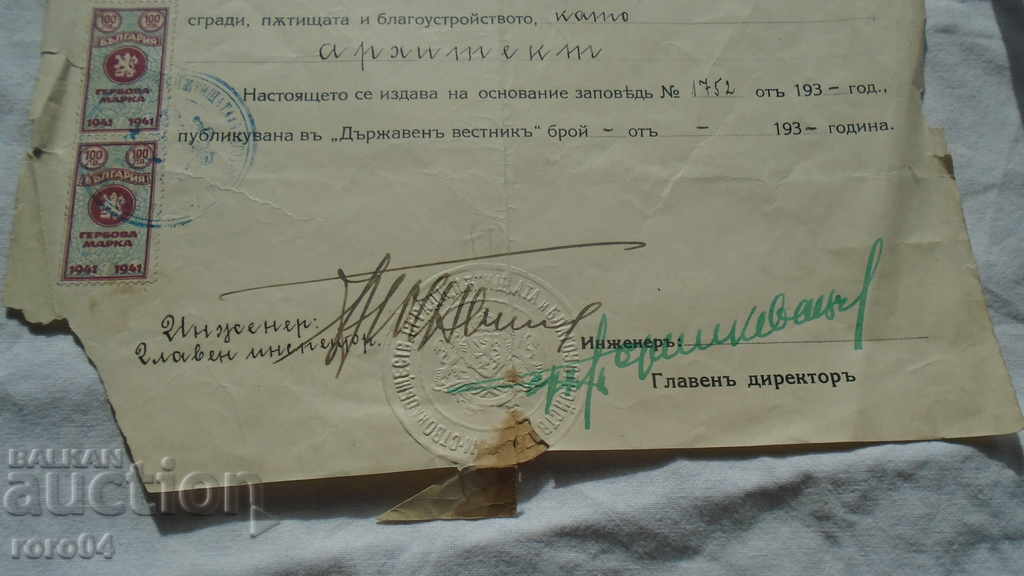 сгради, пѫтищата и благоустройството, като
архитект
Настоящето се издава на основание заповѣдь № 1752 отъ 193– год.,
публикувана въ „Държавенъ вестникъ" брой – отъ – 193– година.
100 100
БЪЛГАРИЯ
ГЕРБОВА
МАРКА
1941 1941
100 100
БЪЛГАРИЯ
ГЕРБОВА
МАРКА
1941 1941
Инженер:
Главен инспектор.
Инженеръ:
Главенъ директоръ
BALKAN
auction
roro04